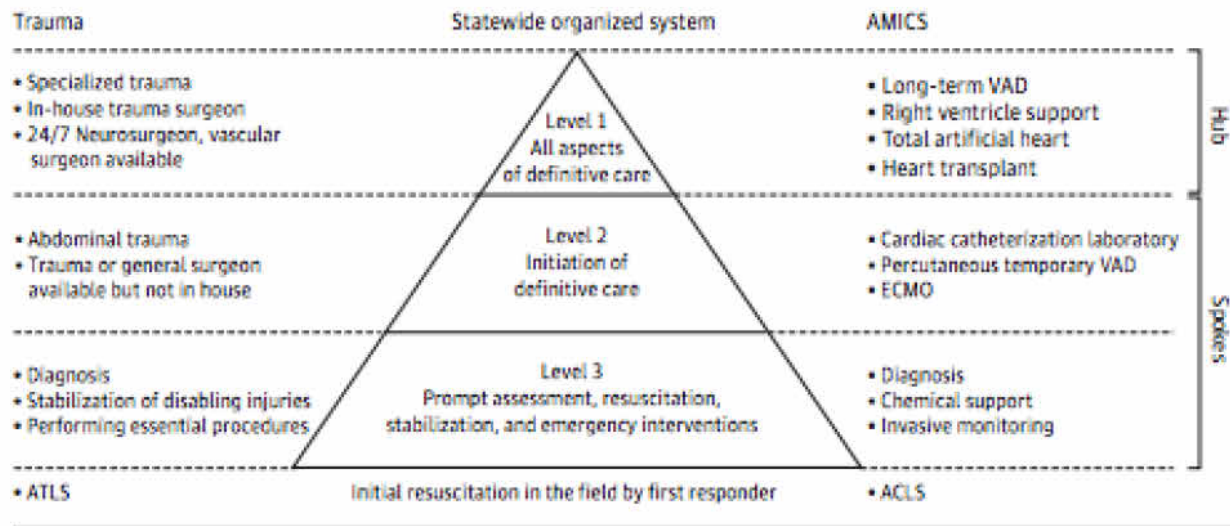 Trauma
Statewide organized system
AMICS
• Specialized trauma
• In-house trauma surgeon
• 24/7 Neurosurgeon, vascular
surgeon available
Level 1
All aspects
of definitive care
• Long-term VAD
• Right ventricle support
• Total artificial heart
• Heart transplant
Hub
• Abdominal trauma
• Trauma or general surgeon
available but not in house
Level 2
Initiation of
definitive care
• Cardiac catheterization laboratory
• Percutaneous temporary VAD
• ECMO
Spokes
• Diagnosis
• Stabilization of disabling injuries
• Performing essential procedures
Level 3
Prompt assessment, resuscitation,
stabilization, and emergency interventions
• Diagnosis
• Chemical support
• Invasive monitoring
• ATLS
Initial resuscitation in the field by first responder
• ACLS